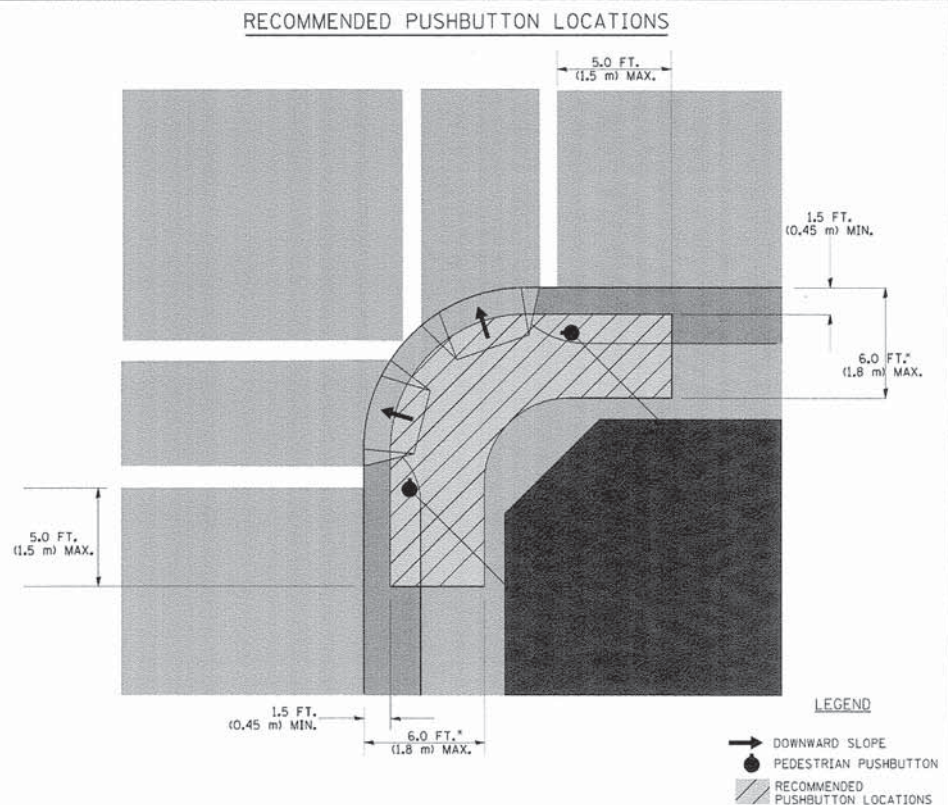 RECOMMENDED PUSHBUTTON LOCATIONS
5.0 FT.
(1.5 m) MAX.
1.5 FT.
(0.45 m) MIN.
6.0 FT.*
(1.8 m) MAX.
5.0 FT.
(1.5 m) MAX.
1.5 FT.
(0.45 m) MIN.
6.0 FT.*
(1.8 m) MAX.
LEGEND
DOWNWARD SLOPE
PEDESTRIAN PUSHBUTTON
RECOMMENDED
PUSHBUTTON LOCATIONS